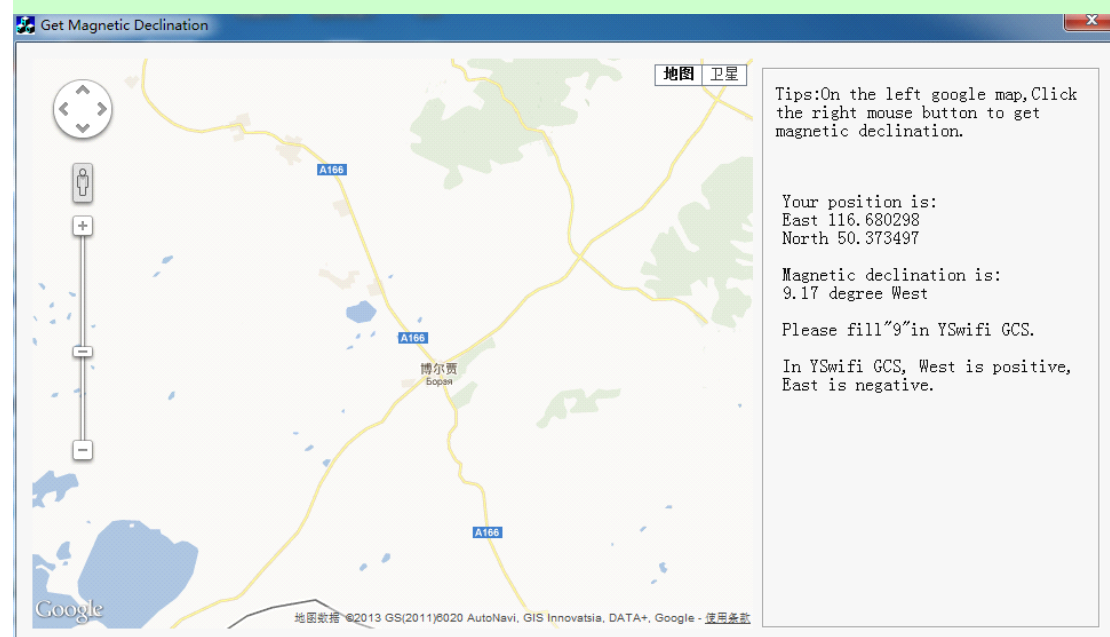 Get Magnetic Declination
x
地图 卫星
Tips:On the left google map,Click
the right mouse button to get
magnetic declination.
A166
Your position is:
East 116.680298
North 50.373497
Magnetic declination is:
9.17 degree West
Please fill"9"in YSwifi GCS.
In YSwifi GCS, West is positive,
East is negative.
A166
博尔贾
Борзя
A166
Google
地图数据 ©2013 GS(2011)6020 AutoNavi, GIS Innovatsia, DATA+, Google - 使用条款